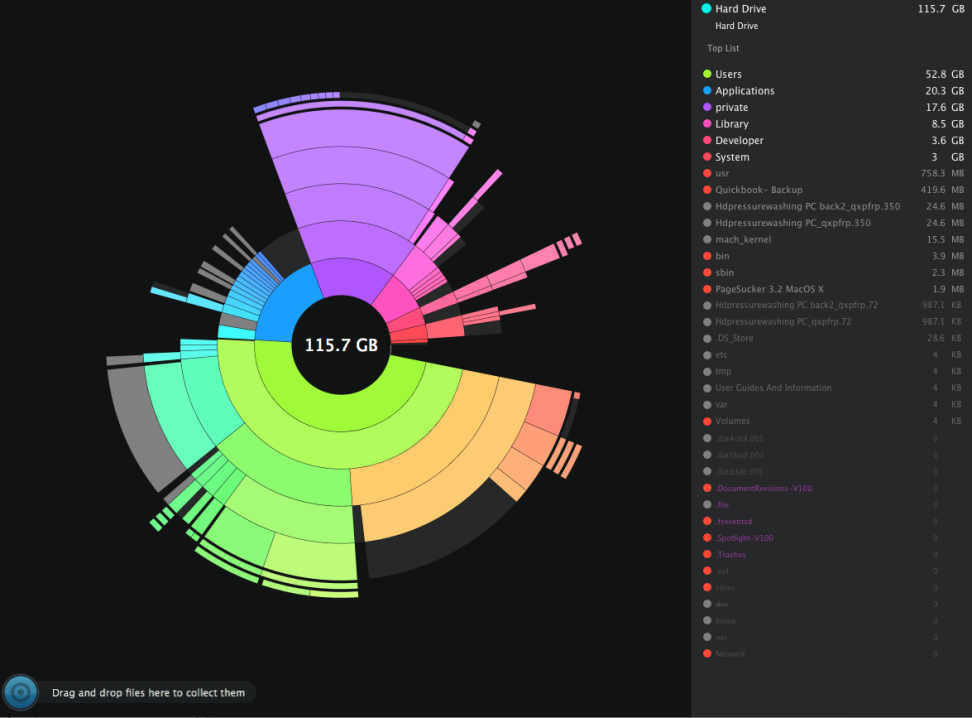 Hard Drive 115.7 GB
Hard Drive
Top List
Users 52.8 GB
Applications 20.3 GB
private 17.6 GB
Library 8.5 GB
Developer 3.6 GB
System 3 GB
usr 758.3 MB
Quickbook- Backup 419.6 MB
Hdpressurewashing PC back2_qxpfrp.350 24.6 MB
Hdpressurewashing PC_qxpfrp.350 24.6 MB
mach_kernel 15.5 MB
bin 3.9 MB
sbin 2.3 MB
PageSucker 3.2 MacOS X 1.9 MB
Hdpressurewashing PC back2_qxpfrp.72 987.1 KB
Hdpressurewashing PC_qxpfrp.72 987.1 KB
.DS_Store 28.6 KB
etc 4 KB
tmp 4 KB
User Guides And Information 4 KB
var 4 KB
Volumes 4 KB
.dat5ba0.001 0
.DocumentRevisions-V100 0
.file 0
.fseventsd 0
.Spotlight-V100 0
.Trashes 0
.vol 0
cores 0
dev 0
home 0
net 0
Network 0
115.7 GB
Drag and drop files here to collect them